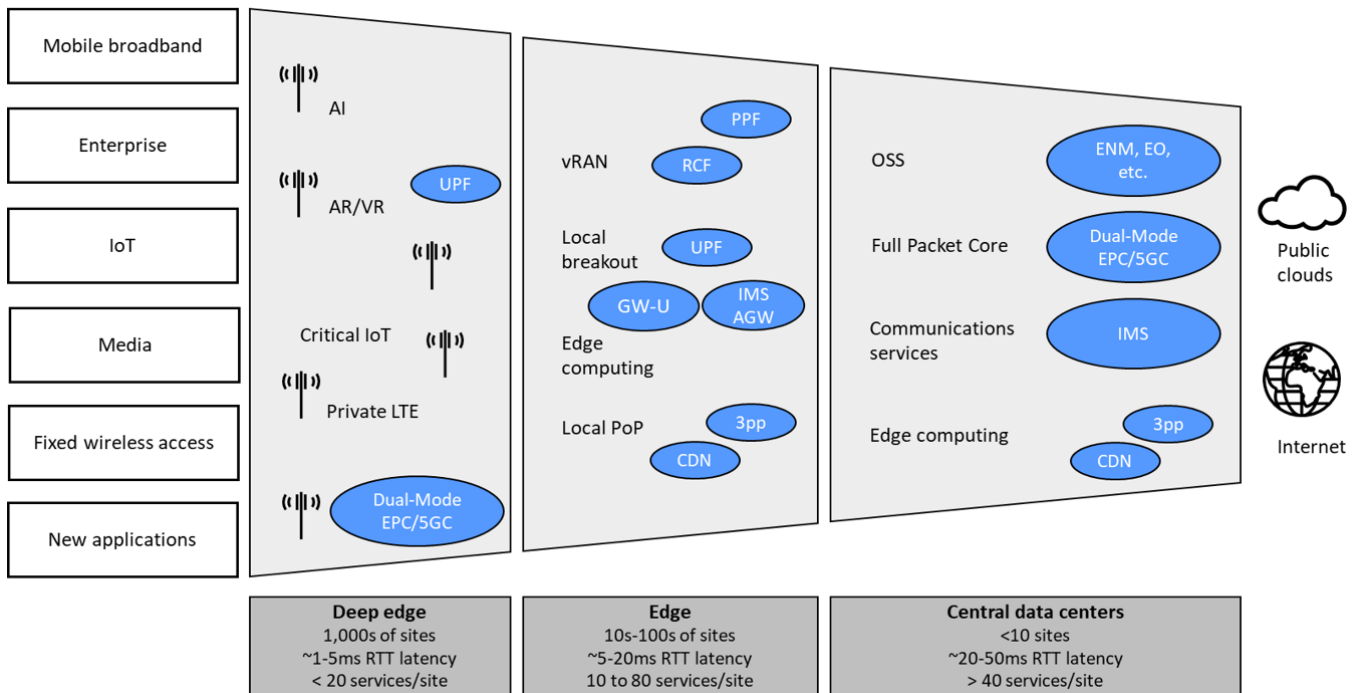 Mobile broadband
Enterprise
IoT
Media
Fixed wireless access
New applications
AI
AR/VR
UPF
Critical IoT
Private LTE
Dual-Mode
EPC/5GC
Deep edge
1,000s of sites
~1-5ms RTT latency
< 20 services/site
PPF
vRAN
RCF
Local
breakout
UPF
GW-U
IMS
AGW
Edge
computing
Local PoP
3pp
CDN
Edge
10s-100s of sites
~5-20ms RTT latency
10 to 80 services/site
OSS
ENM, EO,
etc.
Full Packet Core
Dual-Mode
EPC/5GC
Communications
services
IMS
Edge computing
3pp
CDN
Central data centers
<10 sites
~20-50ms RTT latency
> 40 services/site
Public
clouds
Internet